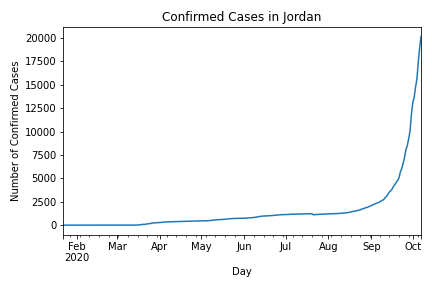 Confirmed Cases in Jordan
Number of Confirmed Cases
20000
17500
15000
12500
10000
7500
5000
2500
0
Feb Mar Apr May Jun Jul Aug Sep Oct
2020
Day